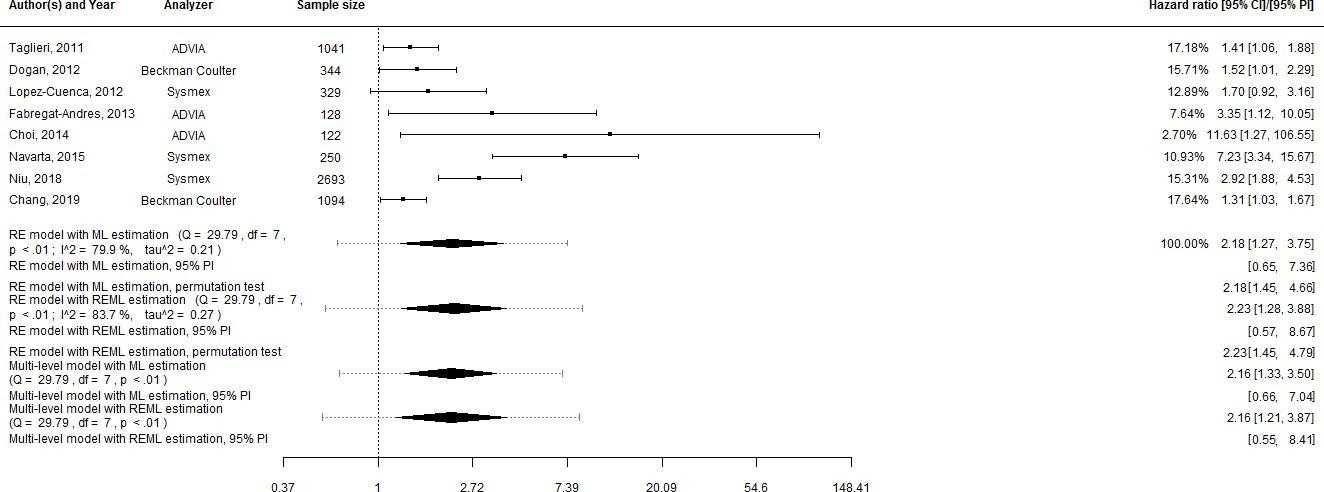 Author(s) and Year Analyzer Sample size Hazard ratio [95% CI]/[95% PI]
Taglieri, 2011 ADVIA 1041 17.18% 1.41 [1.06, 1.88]
Dogan, 2012 Beckman Coulter 344 15.71% 1.52 [1.01, 2.29]
Lopez-Cuenca, 2012 Sysmex 329 12.89% 1.70 [0.92, 3.16]
Fabregat-Andres, 2013 ADVIA 128 7.64% 3.35 [1.12, 10.05]
Choi, 2014 ADVIA 122 2.70% 11.63 [1.27, 106.55]
Navarta, 2015 Sysmex 250 10.93% 7.23 [3.34, 15.67]
Niu, 2018 Sysmex 2693 15.31% 2.92 [1.88, 4.53]
Chang, 2019 Beckman Coulter 1094 17.64% 1.31 [1.03, 1.67]
RE model with ML estimation (Q = 29.79 , df = 7 ,
p < .01 ; I^2 = 79.9 %, tau^2 = 0.21 ) 100.00% 2.18 [1.27, 3.75]
RE model with ML estimation, 95% PI [0.65, 7.36]
RE model with ML estimation, permutation test 2.18[1.45, 4.66]
RE model with REML estimation (Q = 29.79 , df = 7 ,
p < .01 ; I^2 = 83.7 %, tau^2 = 0.27 ) 2.23 [1.28, 3.88]
RE model with REML estimation, 95% PI [0.57, 8.67]
RE model with REML estimation, permutation test 2.23[1.45, 4.79]
Multi-level model with ML estimation
(Q = 29.79 , df = 7 , p < .01 ) 2.16 [1.33, 3.50]
Multi-level model with ML estimation, 95% PI [0.66, 7.04]
Multi-level model with REML estimation
(Q = 29.79 , df = 7 , p < .01 ) 2.16 [1.21, 3.87]
Multi-level model with REML estimation, 95% PI [0.55, 8.41]
0.37 1 2.72 7.39 20.09 54.6 148.41